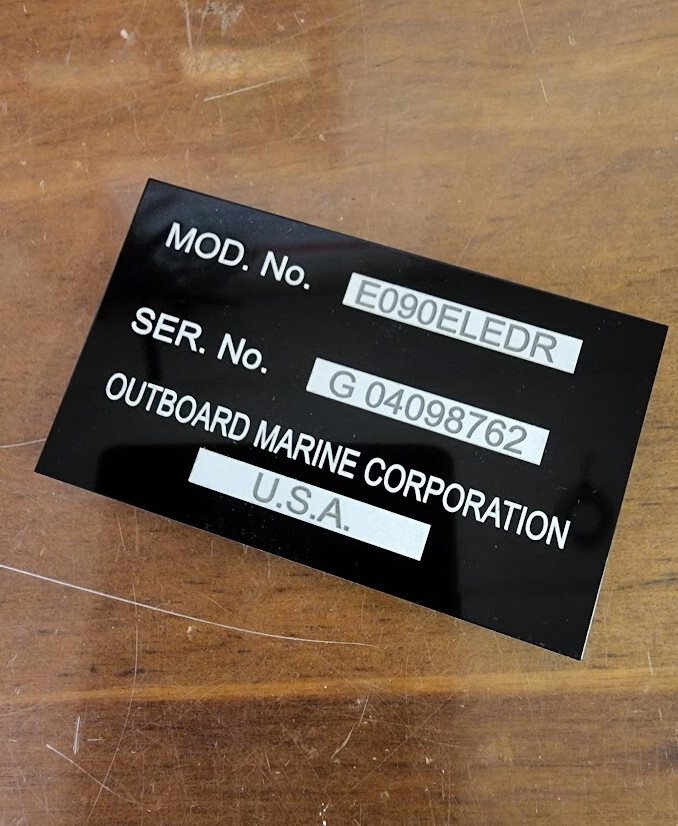 MOD. No. E090ELEDR
SER. No. G 04098762
OUTBOARD MARINE CORPORATION
U.S.A.